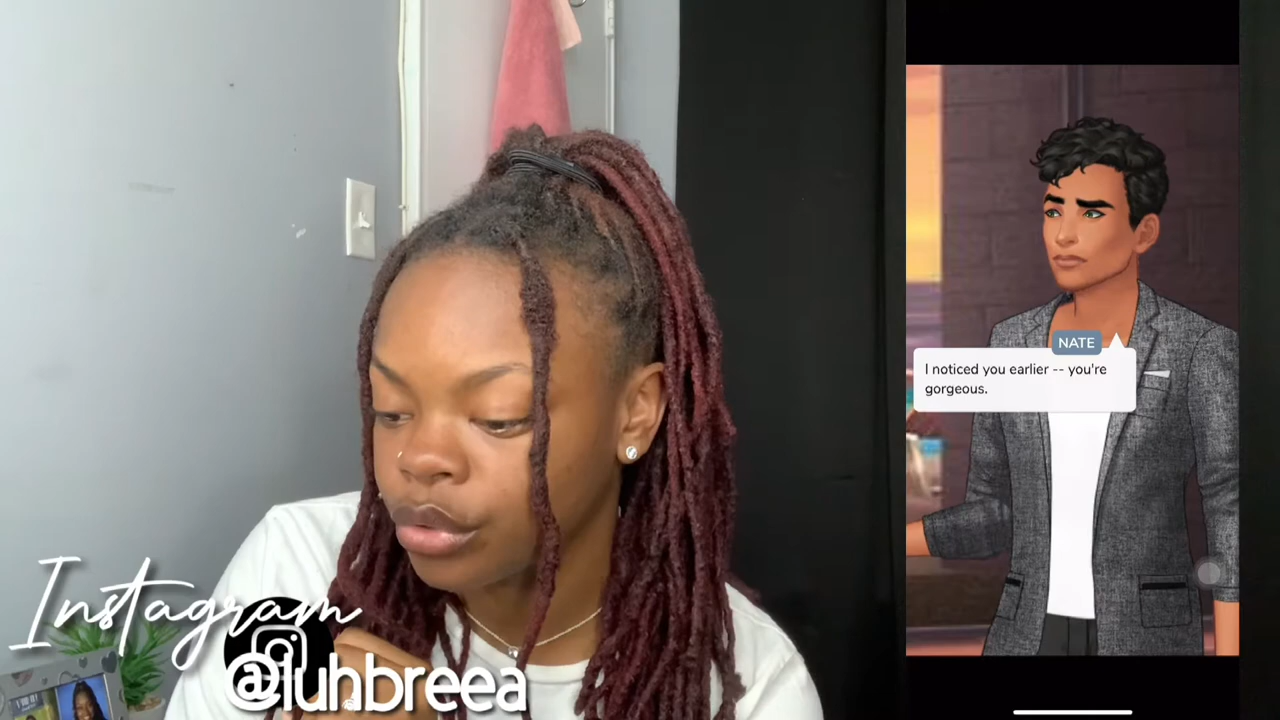 NATE
I noticed you earlier -- you're
gorgeous.
Instagram
@luhbreea